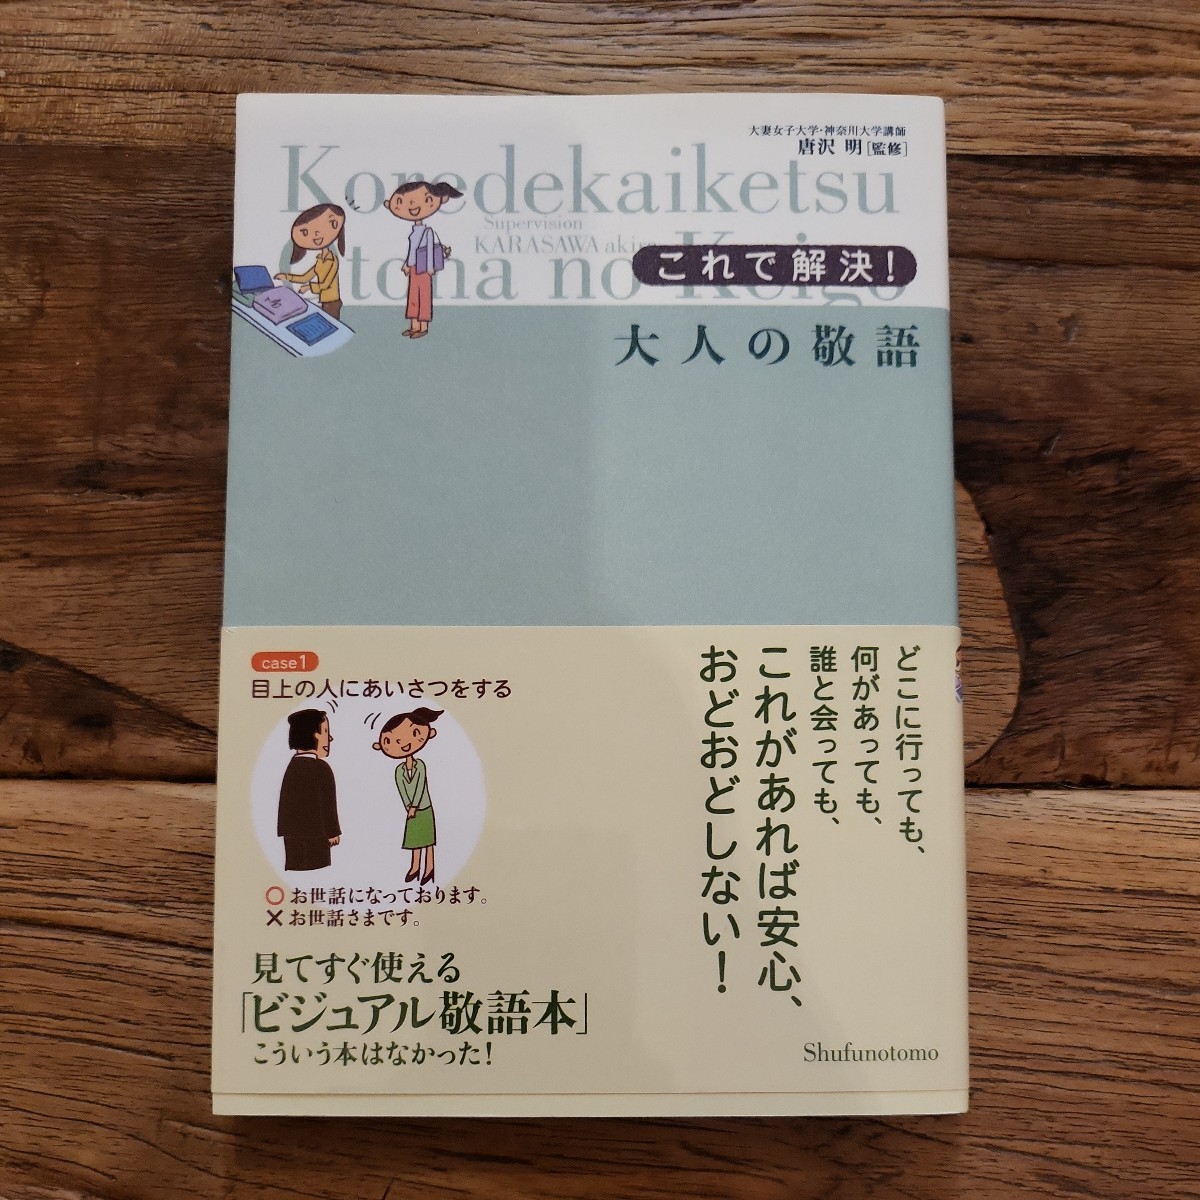 大妻女子大学・神奈川大学講師
唐沢 明[監修]
Koredekaiketsu
Supervision
KARASAWA akira
Otona no Keigo
これで解決!
大人の敬語
case1
目上の人にあいさつをする
○ お世話になっております。
× お世話さまです。
見てすぐ使える
「ビジュアル敬語本」
こういう本はなかった!
どこに行っても、
何があっても、
誰と会っても、
これがあれば安心、
おどおどしない!
Shufunotomo